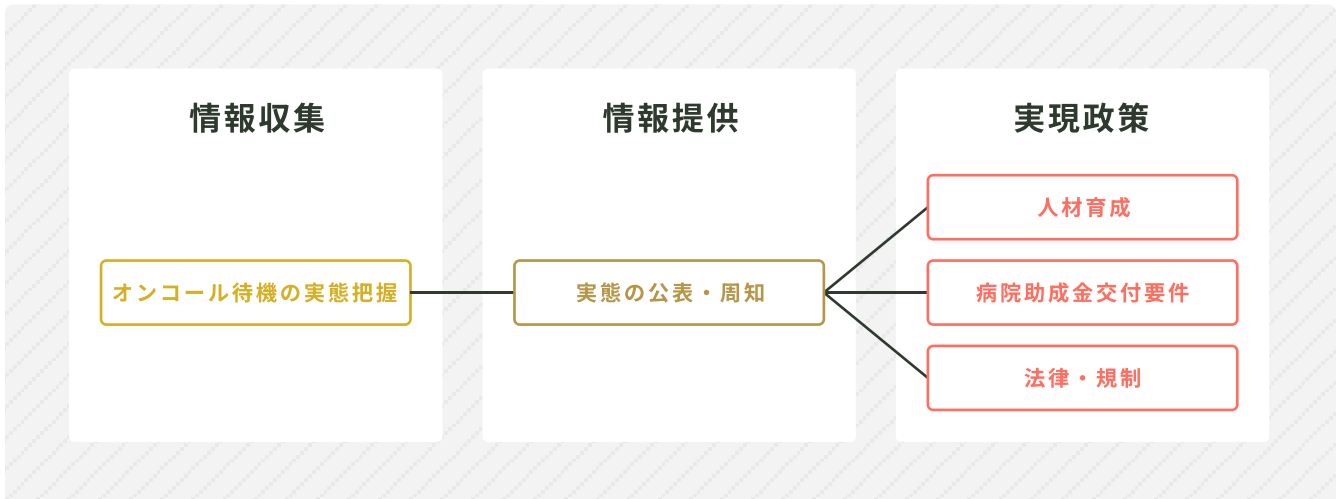 情報収集
オンコール待機の実態把握
情報提供
実態の公表・周知
実現政策
人材育成
病院助成金交付要件
法律・規制